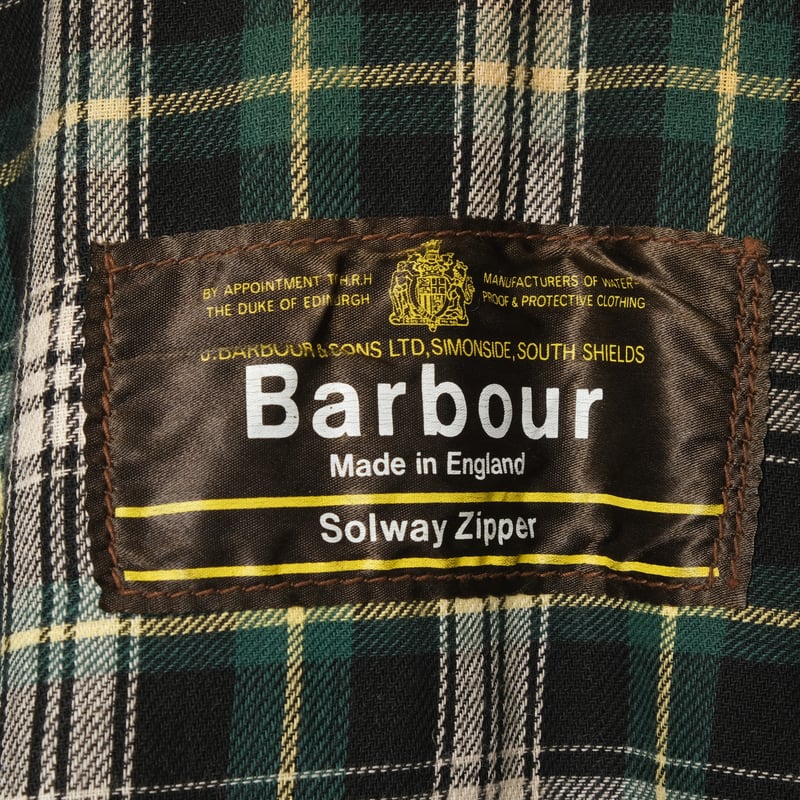 BY APPOINTMENT T.H.R.H
THE DUKE OF EDINBURGH
MANUFACTURERS OF WATER-
PROOF & PROTECTIVE CLOTHING
J.BARBOUR & SONS LTD, SIMONSIDE, SOUTH SHIELDS
Barbour
Made in England
Solway Zipper